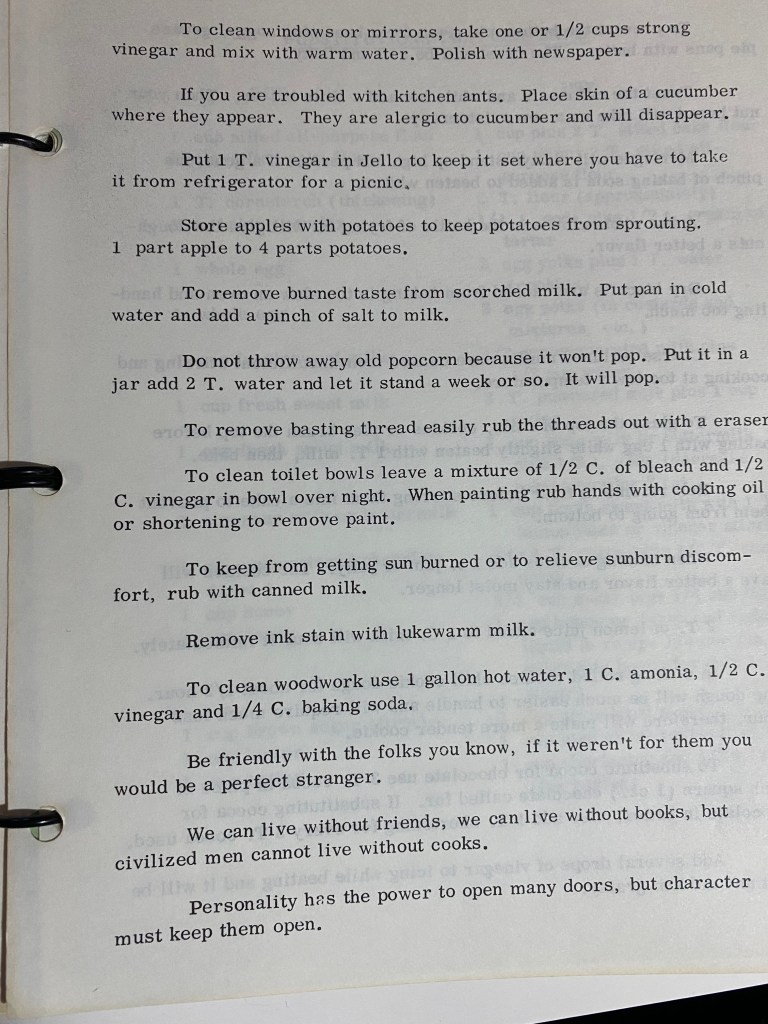 To clean windows or mirrors, take one or 1/2 cups strong
vinegar and mix with warm water. Polish with newspaper.
If you are troubled with kitchen ants. Place skin of a cucumber
where they appear. They are alergic to cucumber and will disappear.
Put 1 T. vinegar in Jello to keep it set where you have to take
it from refrigerator for a picnic.
Store apples with potatoes to keep potatoes from sprouting.
1 part apple to 4 parts potatoes.
To remove burned taste from scorched milk. Put pan in cold
water and add a pinch of salt to milk.
Do not throw away old popcorn because it won't pop. Put it in a
jar add 2 T. water and let it stand a week or so. It will pop.
To remove basting thread easily rub the threads out with a eraser
To clean toilet bowls leave a mixture of 1/2 C. of bleach and 1/2
C. vinegar in bowl over night. When painting rub hands with cooking oil
or shortening to remove paint.
To keep from getting sun burned or to relieve sunburn discom-
fort, rub with canned milk.
Remove ink stain with lukewarm milk.
To clean woodwork use 1 gallon hot water, 1 C. amonia, 1/2 C.
vinegar and 1/4 C. baking soda.
Be friendly with the folks you know, if it weren't for them you
would be a perfect stranger.
We can live without friends, we can live without books, but
civilized men cannot live without cooks.
Personality has the power to open many doors, but character
must keep them open.